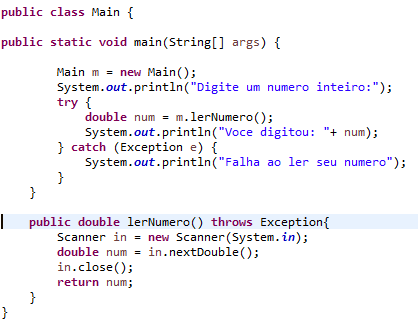 public class Main {
public static void main(String[] args) {
Main m = new Main();
System.out.println("Digite um numero inteiro:");
try {
double num = m.lerNumero();
System.out.println("Voce digitou: "+ num);
} catch (Exception e) {
System.out.println("Falha ao ler seu numero");
}
}
public double lerNumero() throws Exception{
Scanner in = new Scanner(System.in);
double num = in.nextDouble();
in.close();
return num;
}
}